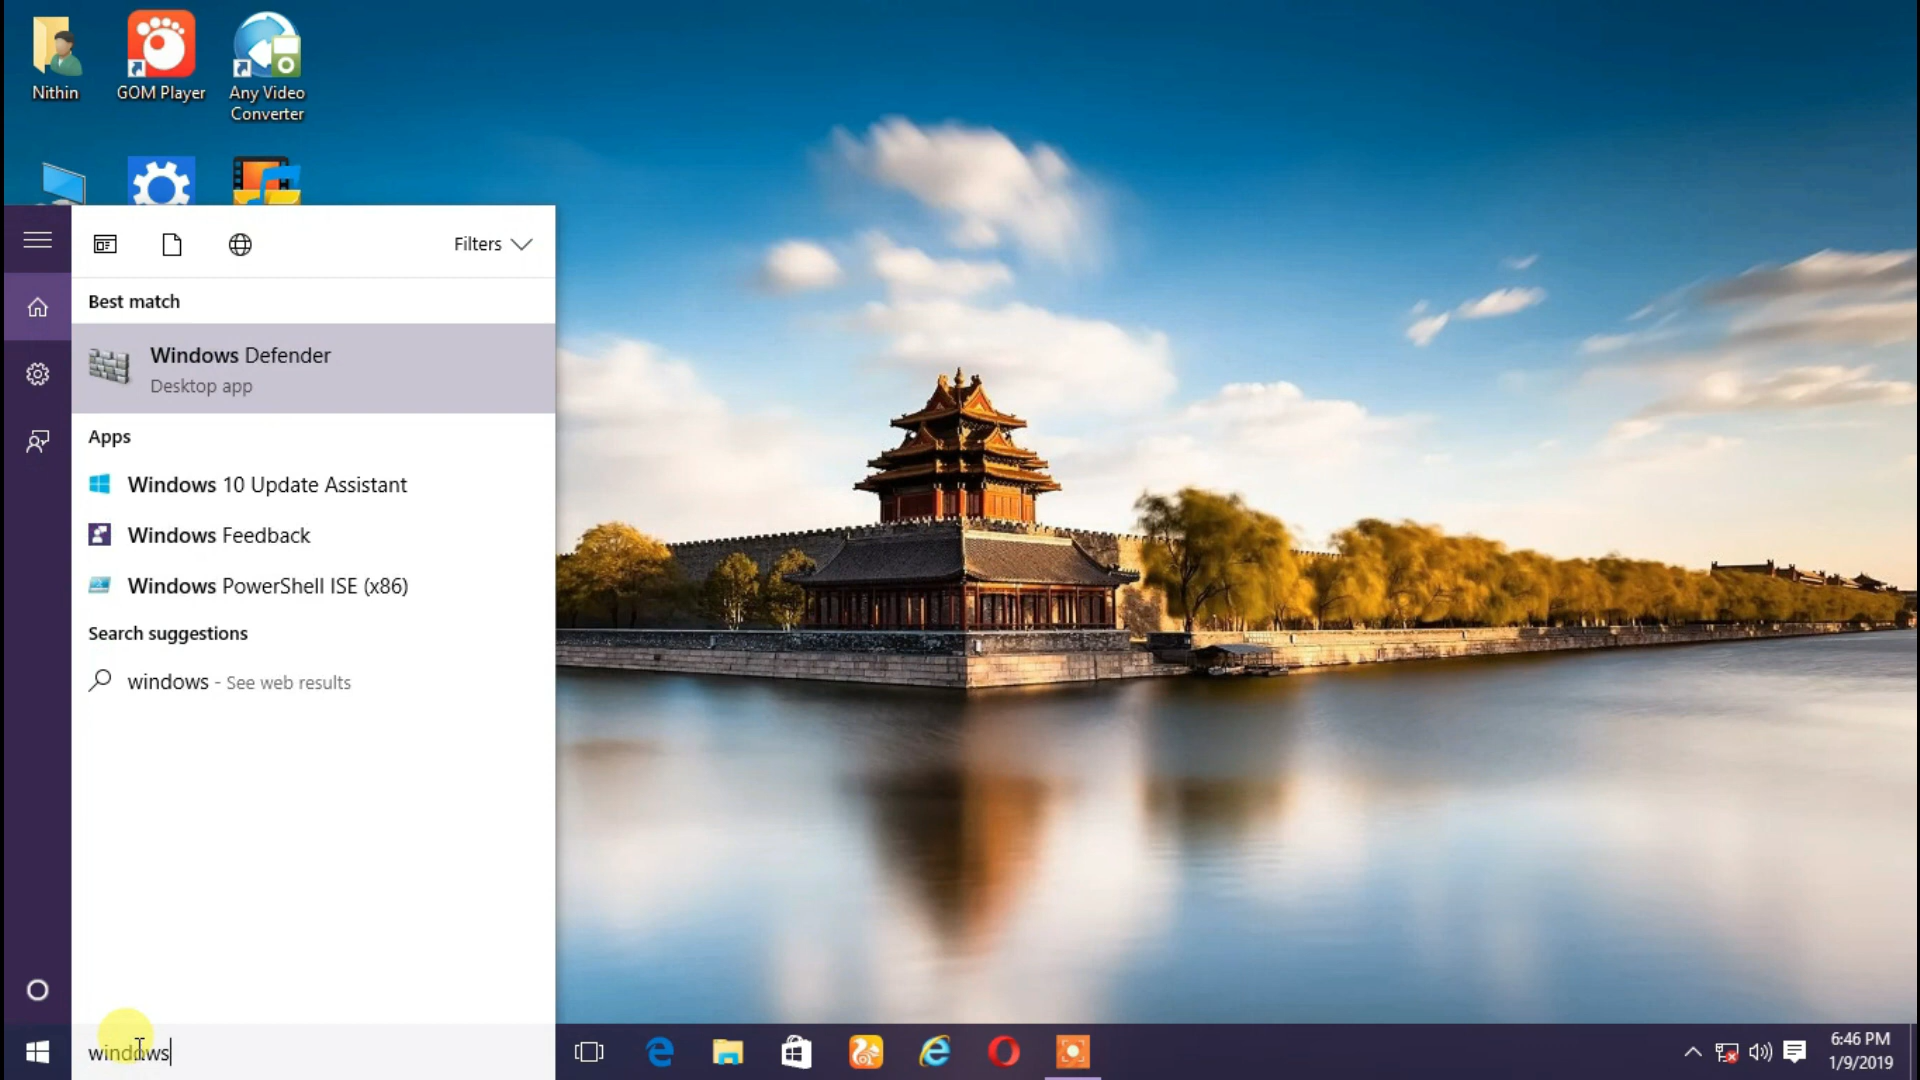 Nithin
GOM Player
Any Video
Converter
Filters
Best match
Windows Defender
Desktop app
Apps
Windows 10 Update Assistant
Windows Feedback
Windows PowerShell ISE (x86)
Search suggestions
windows - See web results
windows
6:46 PM
1/9/2019